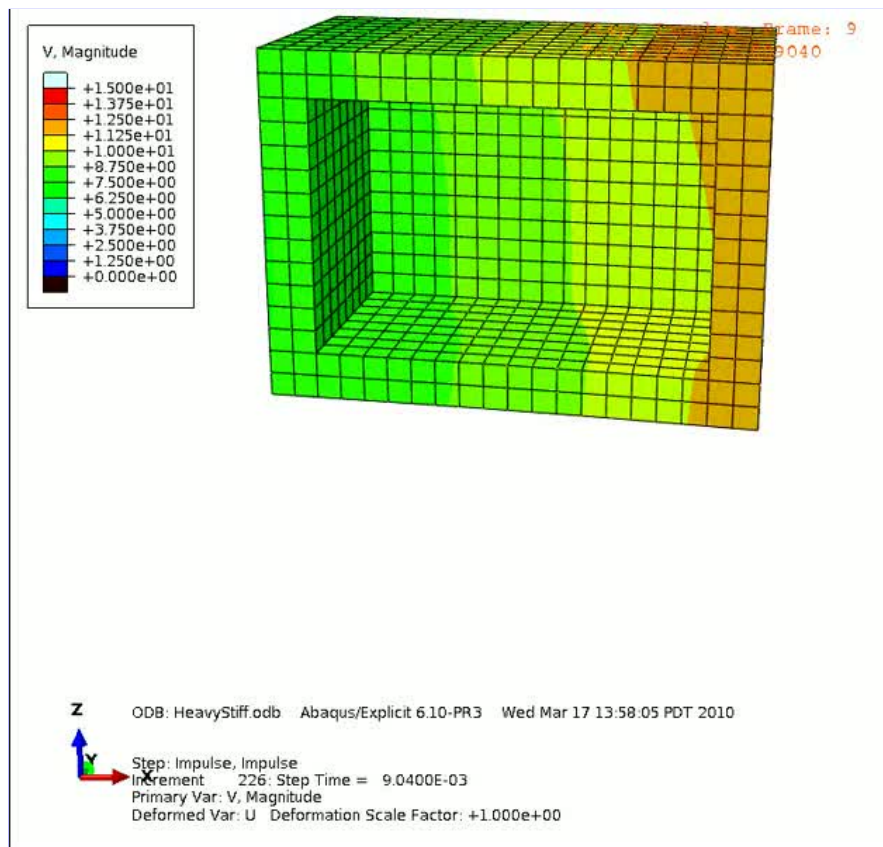 V, Magnitude
+1.500e+01
+1.375e+01
+1.250e+01
+1.125e+01
+1.000e+01
+8.750e+00
+7.500e+00
+6.250e+00
+5.000e+00
+3.750e+00
+2.500e+00
+1.250e+00
+0.000e+00
Frame: 9
9040
Z
Y
X
ODB: HeavyStiff.odb Abaqus/Explicit 6.10-PR3 Wed Mar 17 13:58:05 PDT 2010
Step: Impulse, Impulse
Increment 226: Step Time = 9.0400E-03
Primary Var: V, Magnitude
Deformed Var: U Deformation Scale Factor: +1.000e+00